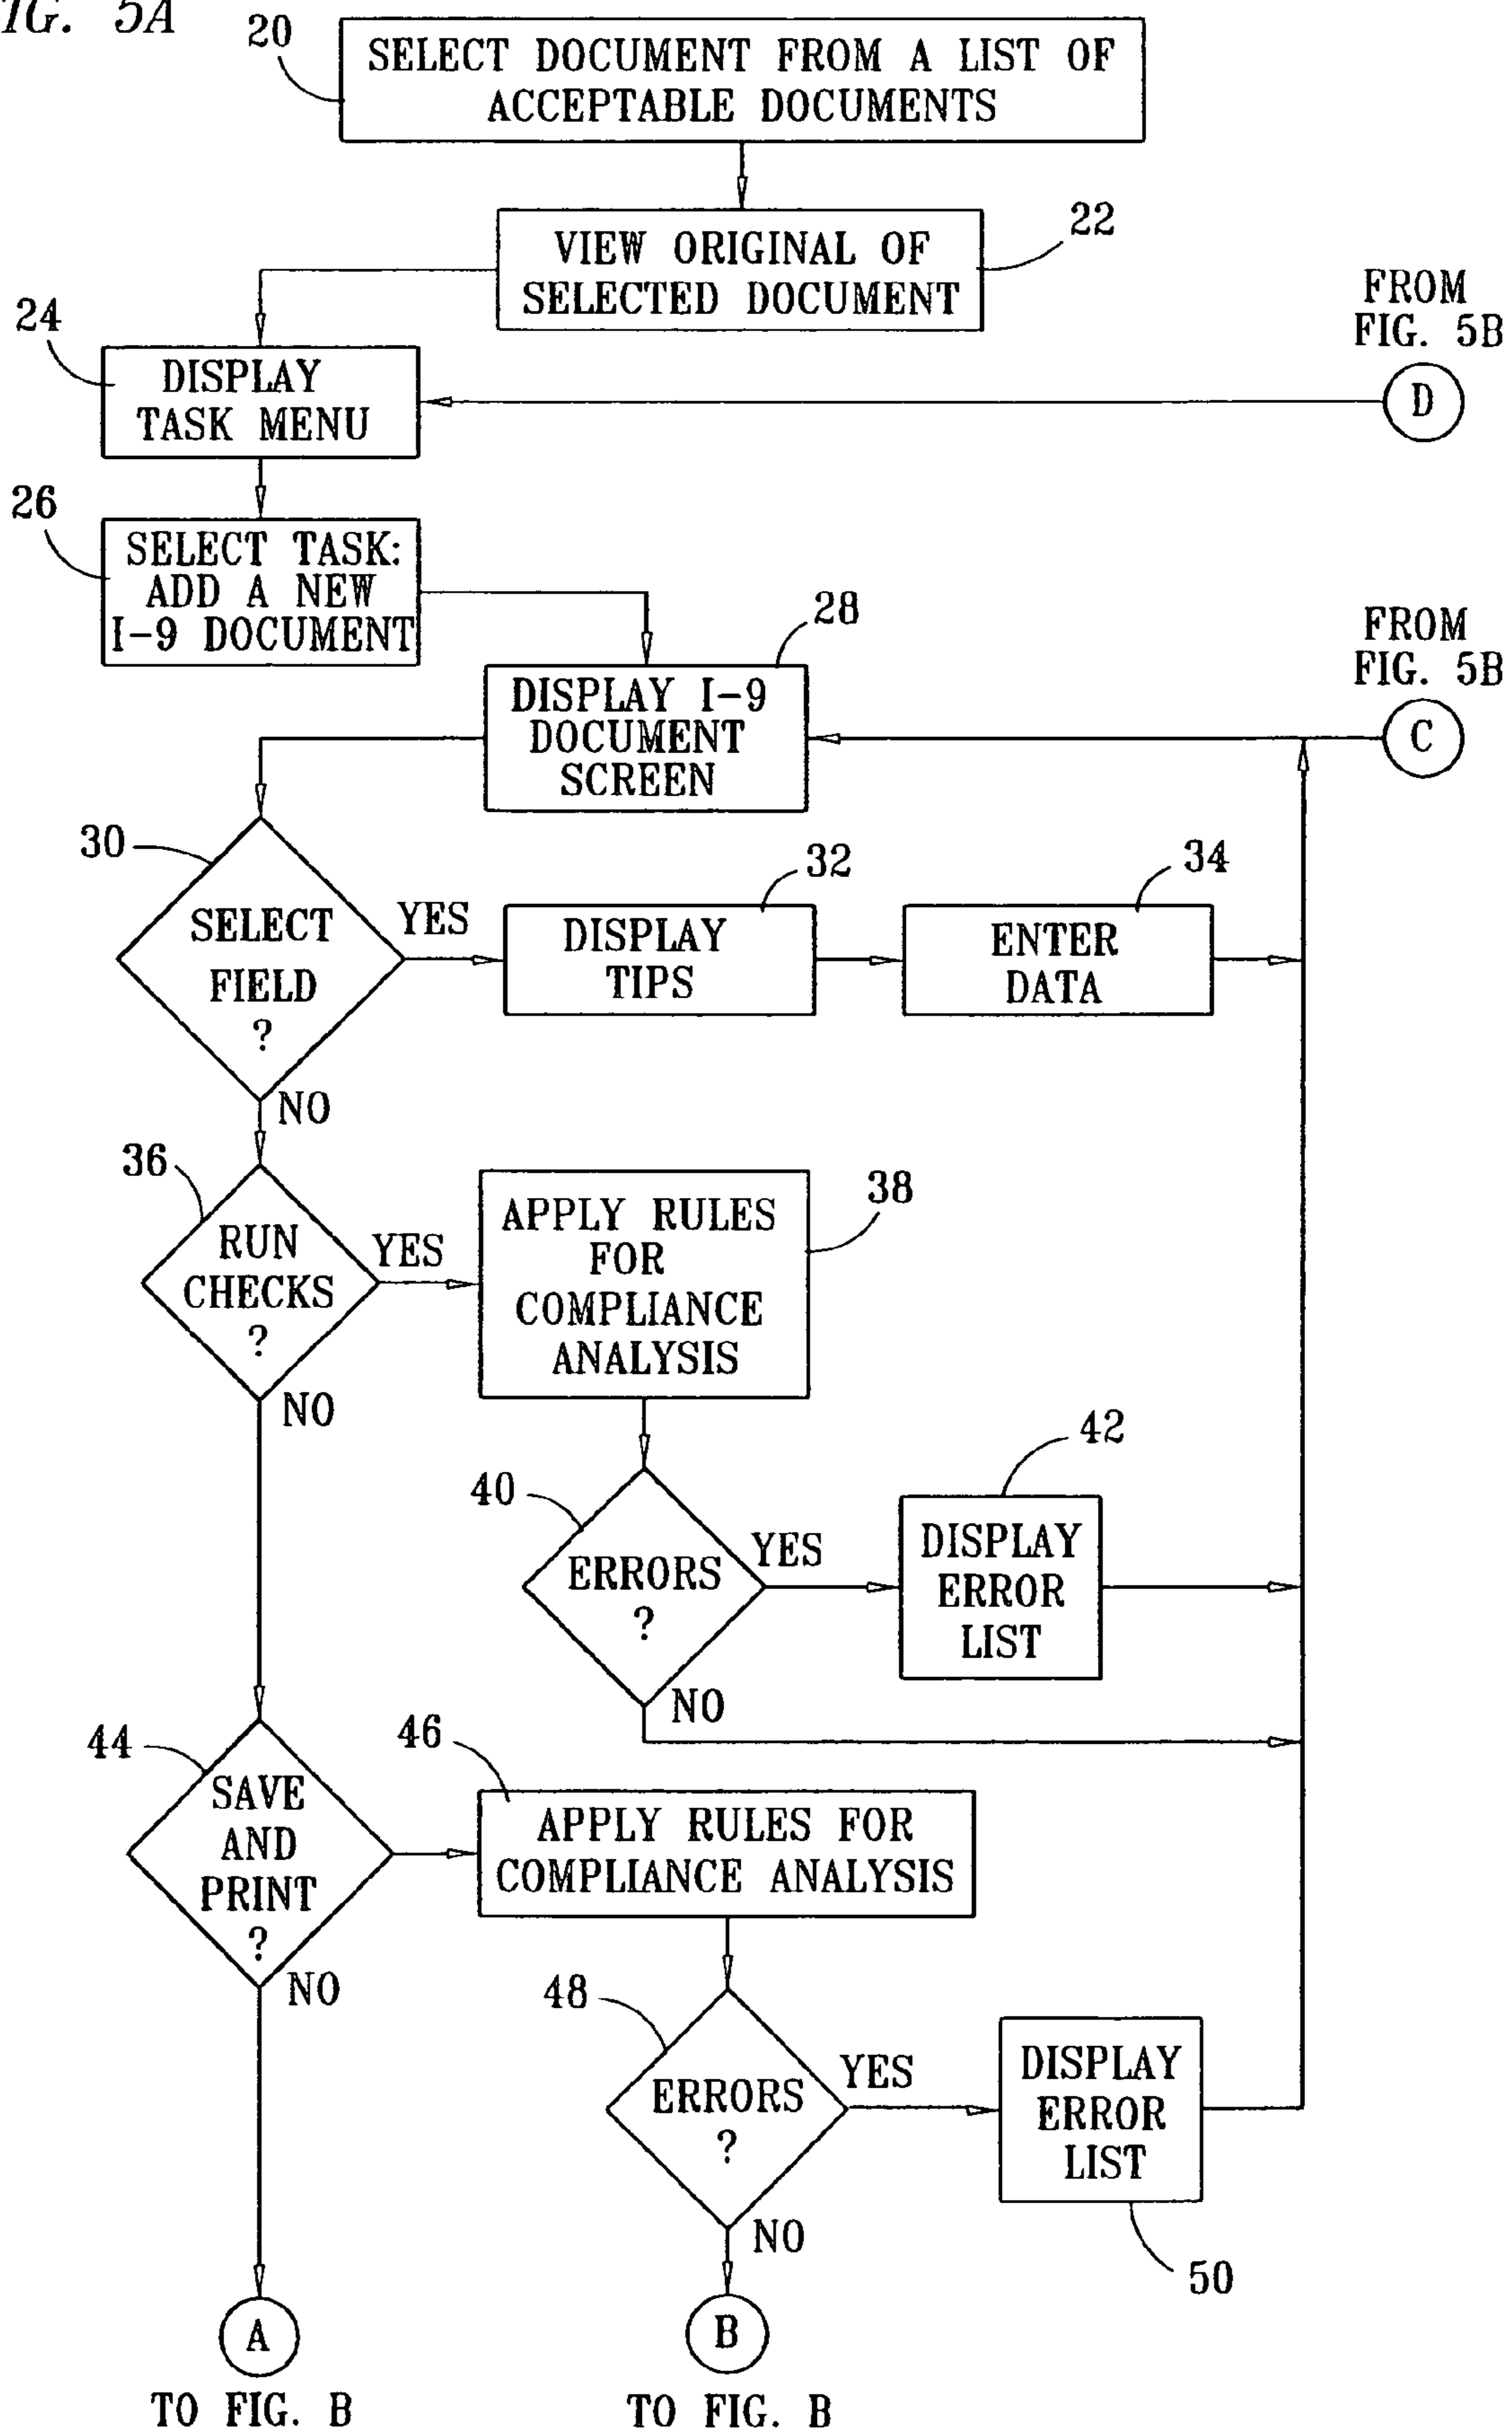 IG. 5A
20
SELECT DOCUMENT FROM A LIST OF
ACCEPTABLE DOCUMENTS
22
VIEW ORIGINAL OF
SELECTED DOCUMENT
FROM
FIG. 5B
D
24
DISPLAY
TASK MENU
26
SELECT TASK:
ADD A NEW
I-9 DOCUMENT
28
DISPLAY I-9
DOCUMENT
SCREEN
FROM
FIG. 5B
C
30
SELECT
FIELD
?
YES
NO
32
DISPLAY
TIPS
34
ENTER
DATA
36
RUN
CHECKS
?
YES
NO
38
APPLY RULES
FOR
COMPLIANCE
ANALYSIS
40
ERRORS
?
YES
NO
42
DISPLAY
ERROR
LIST
44
SAVE
AND
PRINT
?
NO
46
APPLY RULES FOR
COMPLIANCE ANALYSIS
48
ERRORS
?
YES
NO
DISPLAY
ERROR
LIST
50
A
TO FIG. B
B
TO FIG. B